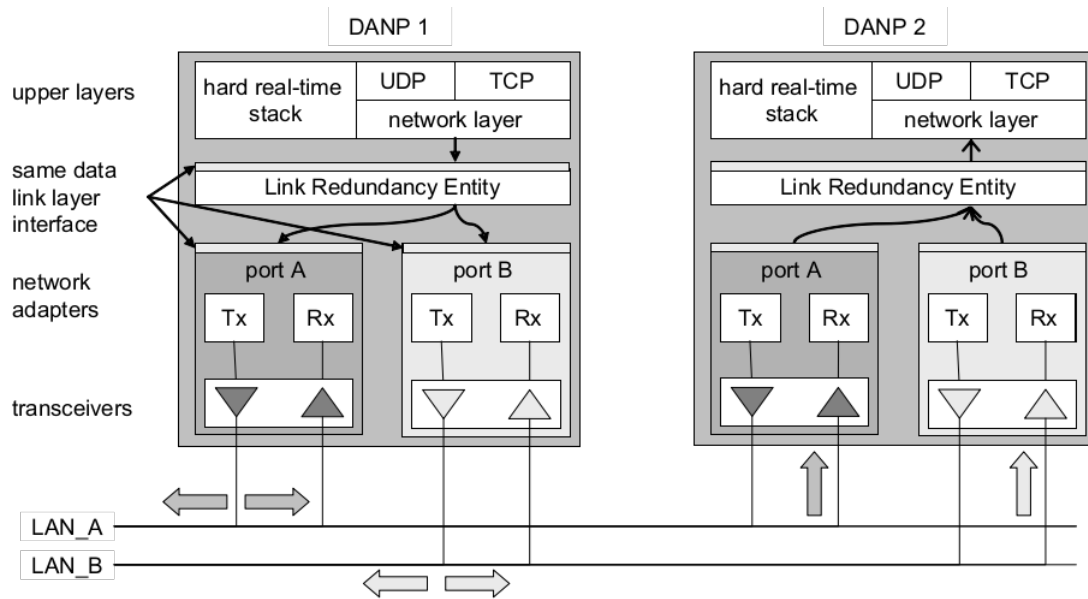 DANP 1
DANP 2
upper layers
hard real-time
stack
UDP
TCP
network layer
hard real-time
stack
UDP
TCP
network layer
same data
link layer
interface
Link Redundancy Entity
Link Redundancy Entity
network
adapters
port A
port B
port A
port B
Tx
Rx
Tx
Rx
Tx
Rx
Tx
Rx
transceivers
LAN_A
LAN_B